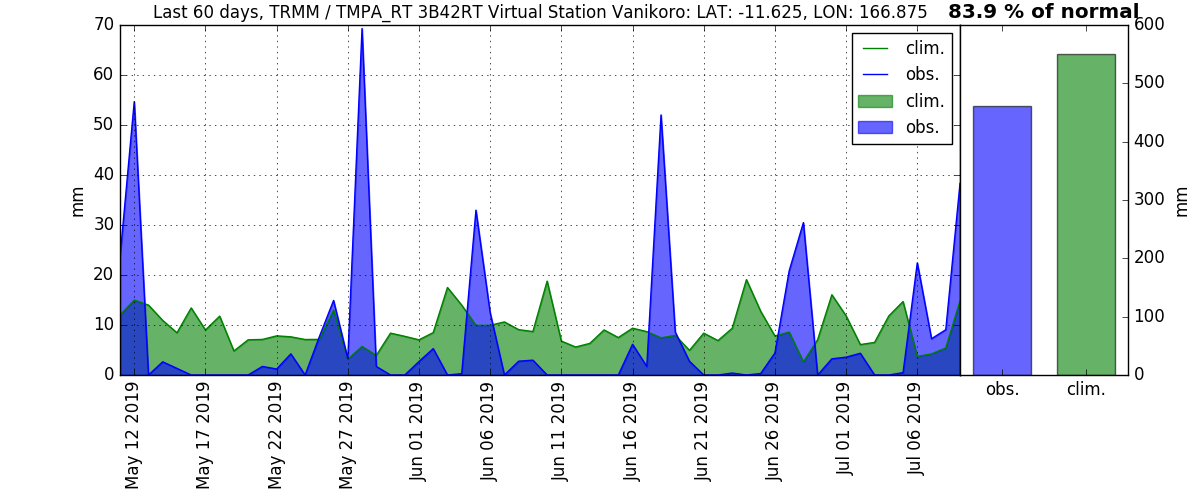 Last 60 days, TRMM / TMPA_RT 3B42RT Virtual Station Vanikoro: LAT: -11.625, LON: 166.875
83.9 % of normal
70
60
50
40
30
20
10
0
mm
clim.
obs.
clim.
obs.
May 12 2019
May 17 2019
May 22 2019
May 27 2019
Jun 01 2019
Jun 06 2019
Jun 11 2019
Jun 16 2019
Jun 21 2019
Jun 26 2019
Jul 01 2019
Jul 06 2019
600
500
400
300
200
100
0
mm
obs.
clim.